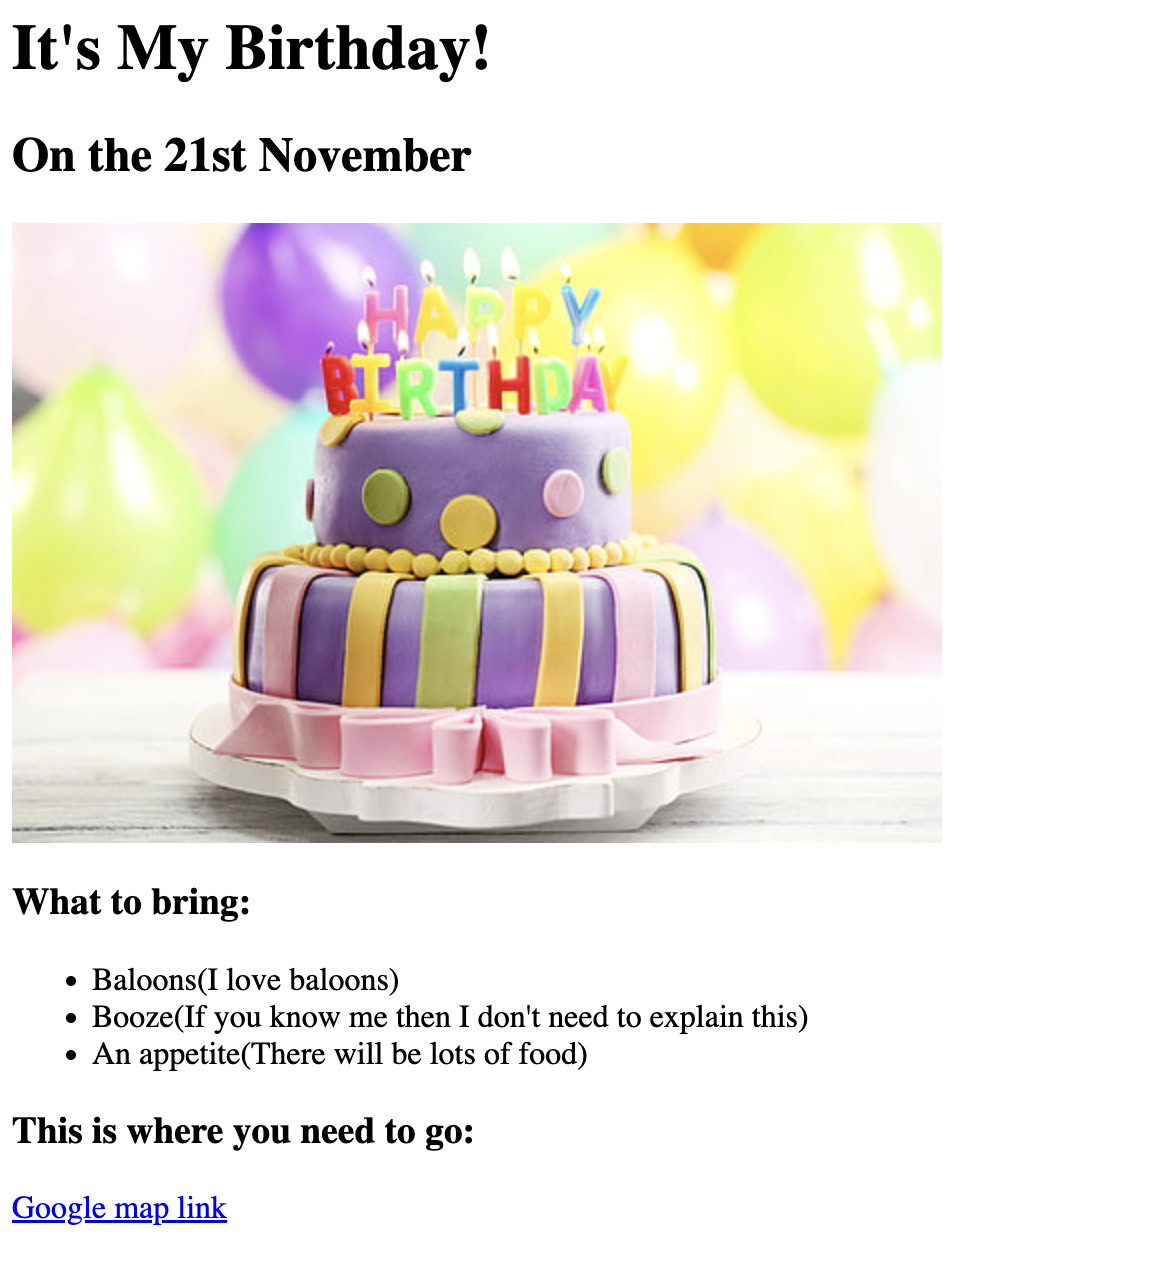 It's My Birthday!
On the 21st November
HAPPY
BIRTHDAY
What to bring:
Baloons(I love baloons)
Booze(If you know me then I don't need to explain this)
An appetite(There will be lots of food)
This is where you need to go:
Google map link